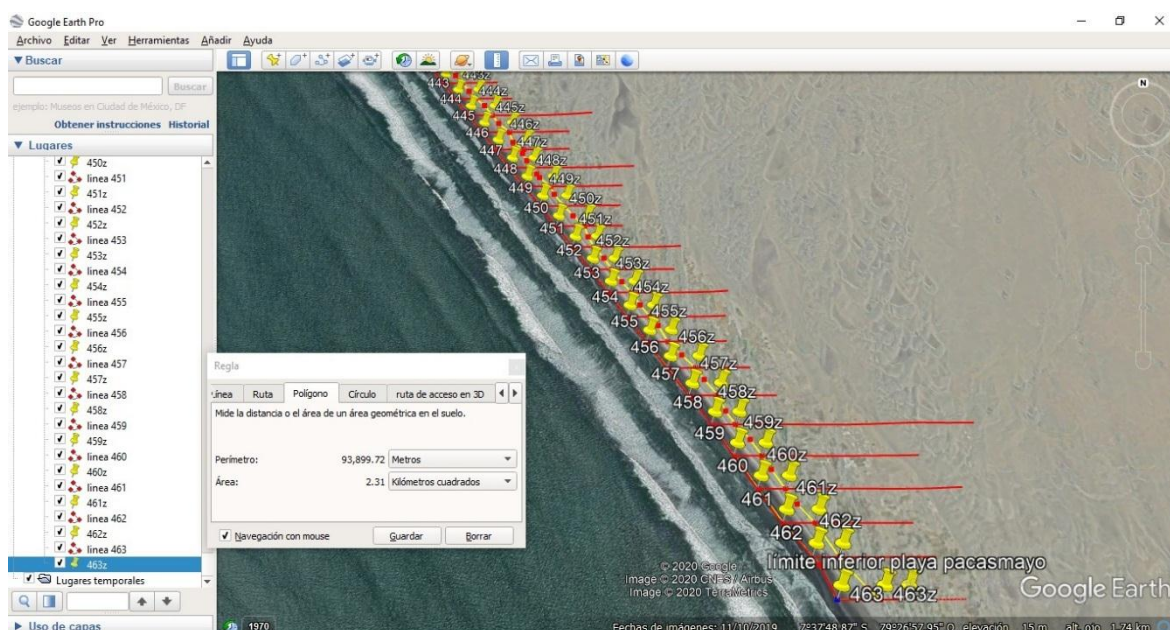 Google Earth Pro
Archivo Editar Ver Herramientas Añadir Ayuda
Buscar
Buscar
ejemplo: Museos en Ciudad de México, DF
Obtener instrucciones Historial
Lugares
450z
linea 451
451z
linea 452
452z
linea 453
453z
linea 454
454z
linea 455
455z
linea 456
456z
linea 457
457z
linea 458
458z
linea 459
459z
linea 460
460z
linea 461
461z
linea 462
462z
linea 463
463z
Lugares temporales
Uso de capas
Regla
Ruta Polígono Círculo ruta de acceso en 3D
Mide la distancia o el área de un área geométrica en el suelo.
Perímetro: 93,899.72 Metros
Área: 2.31 Kilómetros cuadrados
Navegación con mouse Guardar Borrar
N
443 443z
444 444z
445 445z
446 446z
447 447z
448 448z
449 449z
450 450z
451 451z
452 452z
453 453z
454 454z
455 455z
456 456z
457 457z
458 458z
459 459z
460 460z
461 461z
462 462z
límite inferior playa pacasmayo
463 463z
© 2020 Google
Image © 2020 CNES / Airbus
Image © 2020 TerraMetrics
Google Earth
1970
Fechas de imágenes: 11/10/2019 7°37'48.87" S 79°26'57.95" O elevación 15 m alt. ojo 1.74 km